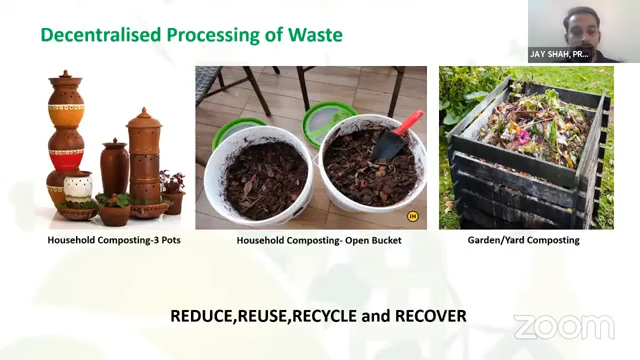 Decentralised Processing of Waste
JAY SHAH, PR...
IH
Household Composting-3 Pots
Household Composting- Open Bucket
Garden/Yard Composting
REDUCE,REUSE,RECYCLE and RECOVER
zoom